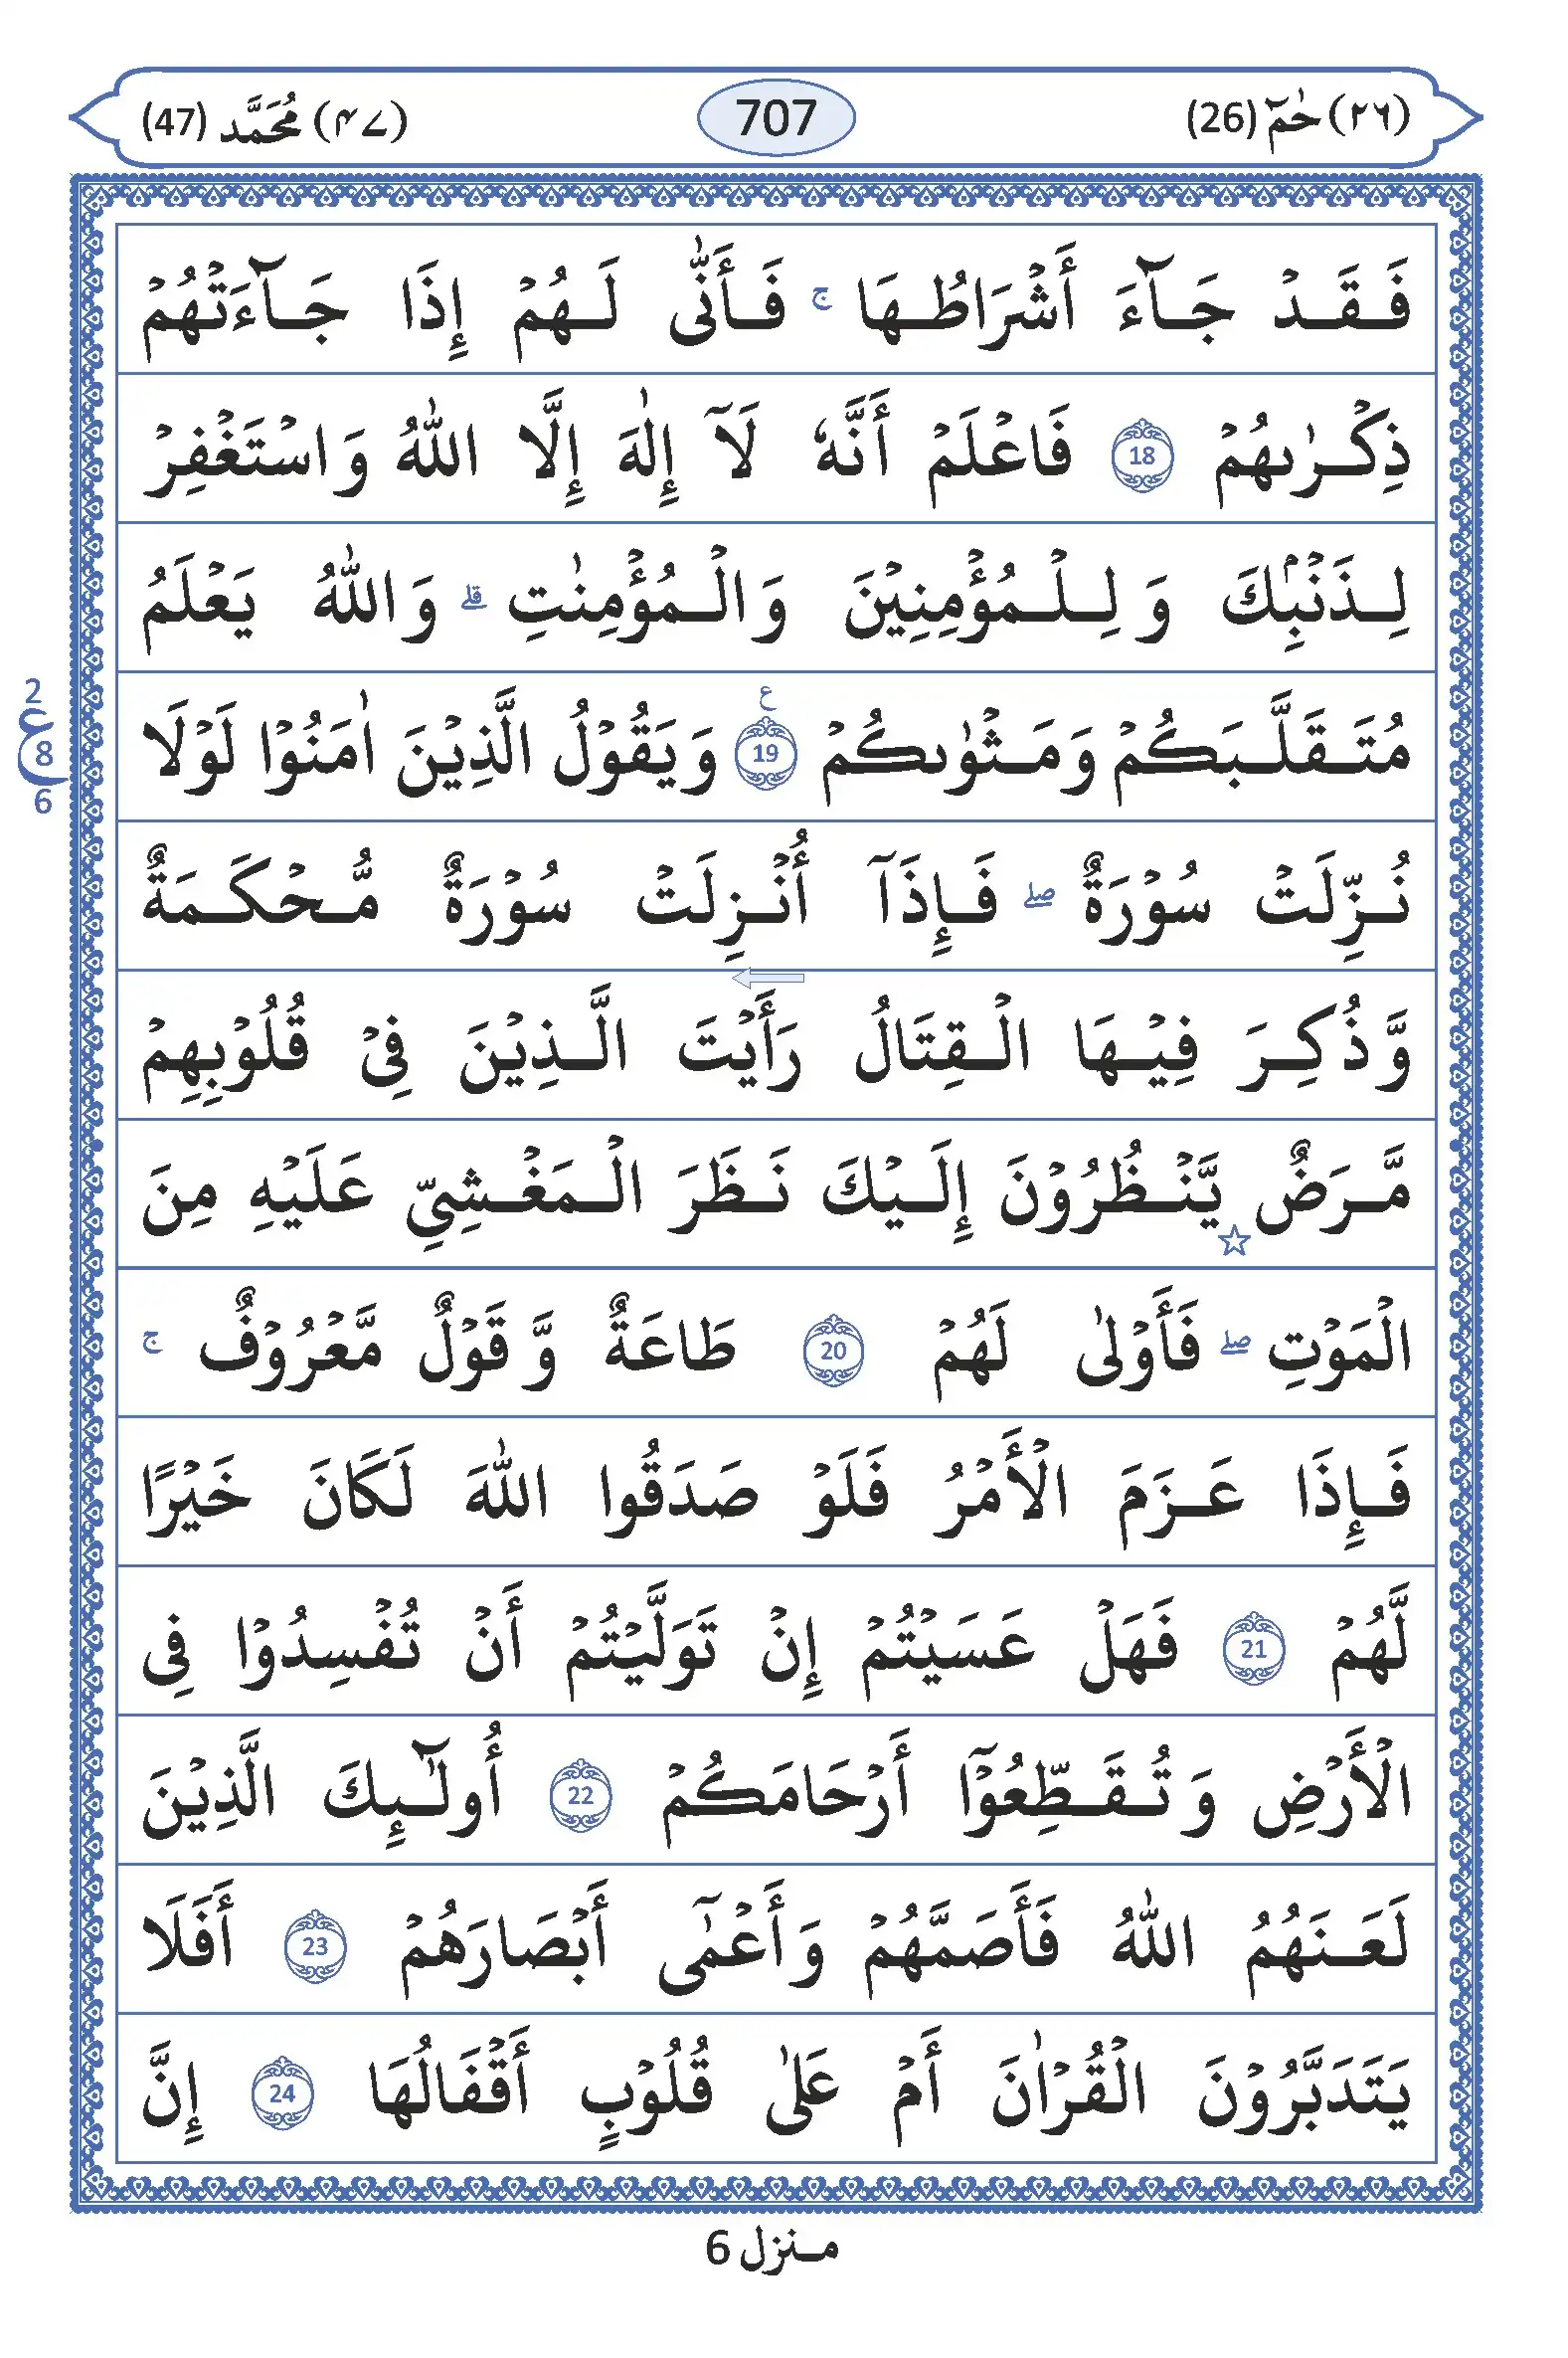 (٢٦) حٰمٓ (26) 707 (٤٧) مُحَمَّد (47)
فَقَدْ جَآءَ أَشْرَاطُهَا ۚ فَأَنّٰى لَهُمْ إِذَا جَآءَتْهُمْ
ذِكْرٰىهُمْ 18 فَاعْلَمْ أَنَّهٗ لَآ إِلٰهَ إِلَّا اللّٰهُ وَاسْتَغْفِرْ
لِذَنْۢبِكَ وَلِلْمُؤْمِنِيْنَ وَالْمُؤْمِنٰتِ ۗ وَاللّٰهُ يَعْلَمُ
2
8
6
مُتَقَلَّبَكُمْ وَمَثْوٰىكُمْ 19 ع وَيَقُوْلُ الَّذِيْنَ اٰمَنُوْا لَوْلَا
نُزِّلَتْ سُوْرَةٌ ۖ فَإِذَآ أُنْزِلَتْ سُوْرَةٌ مُّحْكَمَةٌ
وَّذُكِرَ فِيْهَا الْقِتَالُ رَأَيْتَ الَّذِيْنَ فِيْ قُلُوْبِهِمْ
مَّرَضٌ يَّنْظُرُوْنَ إِلَيْكَ نَظَرَ الْمَغْشِيِّ عَلَيْهِ مِنَ
الْمَوْتِ ۖ فَأَوْلٰى لَهُمْ 20 طَاعَةٌ وَّقَوْلٌ مَّعْرُوْفٌ ۚ
فَإِذَا عَزَمَ الْأَمْرُ فَلَوْ صَدَقُوا اللّٰهَ لَكَانَ خَيْرًا
لَّهُمْ 21 فَهَلْ عَسَيْتُمْ إِنْ تَوَلَّيْتُمْ أَنْ تُفْسِدُوْا فِي
الْأَرْضِ وَتُقَطِّعُوْٓا أَرْحَامَكُمْ 22 أُولٰٓئِكَ الَّذِيْنَ
لَعَنَهُمُ اللّٰهُ فَأَصَمَّهُمْ وَأَعْمٰٓى أَبْصَارَهُمْ 23 أَفَلَا
يَتَدَبَّرُوْنَ الْقُرْاٰنَ أَمْ عَلٰى قُلُوْبٍ أَقْفَالُهَا 24 إِنَّ
منزل 6